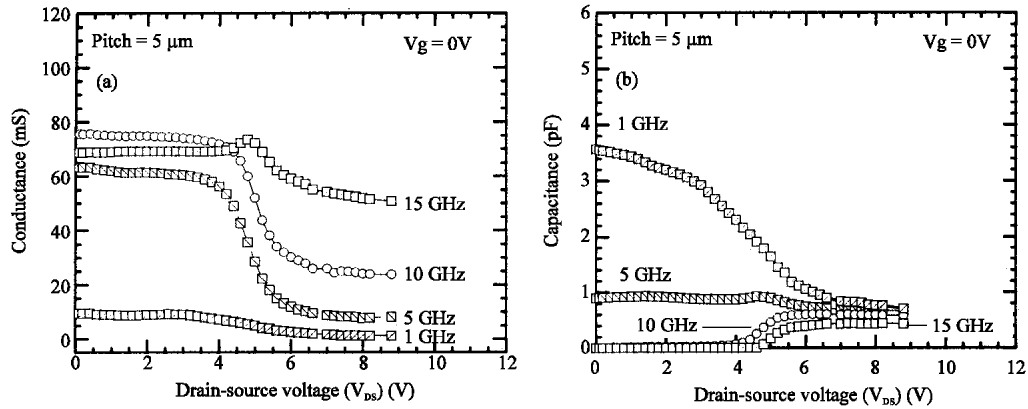 Pitch = 5 μm
Vg = 0V
(a)
120
100
80
60
40
20
0
Conductance (mS)
15 GHz
10 GHz
5 GHz
1 GHz
0 2 4 6 8 10 12
Drain-source voltage (VDS) (V)
Pitch = 5 μm
Vg = 0V
(b)
6
5
4
3
2
1
0
Capacitance (pF)
1 GHz
5 GHz
10 GHz
15 GHz
0 2 4 6 8 10 12
Drain-source voltage (VDS) (V)